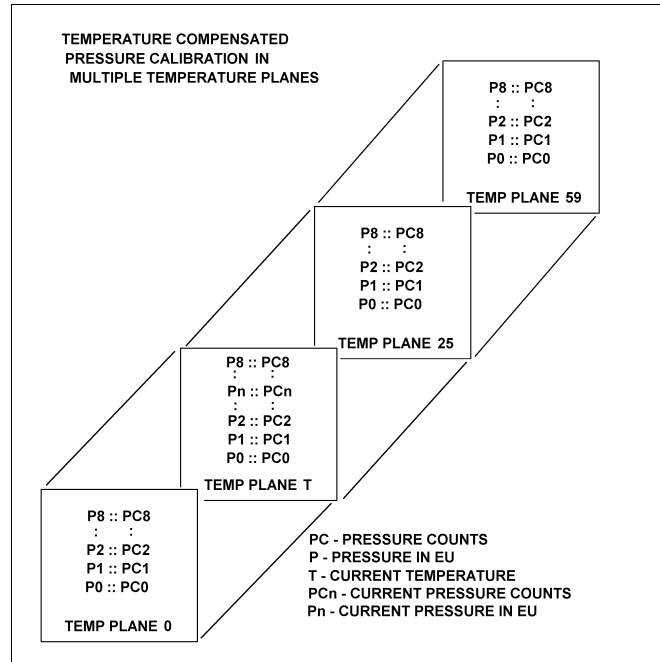 TEMPERATURE COMPENSATED
PRESSURE CALIBRATION IN
MULTIPLE TEMPERATURE PLANES
P8 :: PC8
: :
P2 :: PC2
P1 :: PC1
P0 :: PC0
TEMP PLANE 59
P8 :: PC8
: :
P2 :: PC2
P1 :: PC1
P0 :: PC0
TEMP PLANE 25
P8 :: PC8
: :
Pn :: PCn
: :
P2 :: PC2
P1 :: PC1
P0 :: PC0
TEMP PLANE T
P8 :: PC8
: :
P2 :: PC2
P1 :: PC1
P0 :: PC0
TEMP PLANE 0
PC - PRESSURE COUNTS
P - PRESSURE IN EU
T - CURRENT TEMPERATURE
PCn - CURRENT PRESSURE COUNTS
Pn - CURRENT PRESSURE IN EU